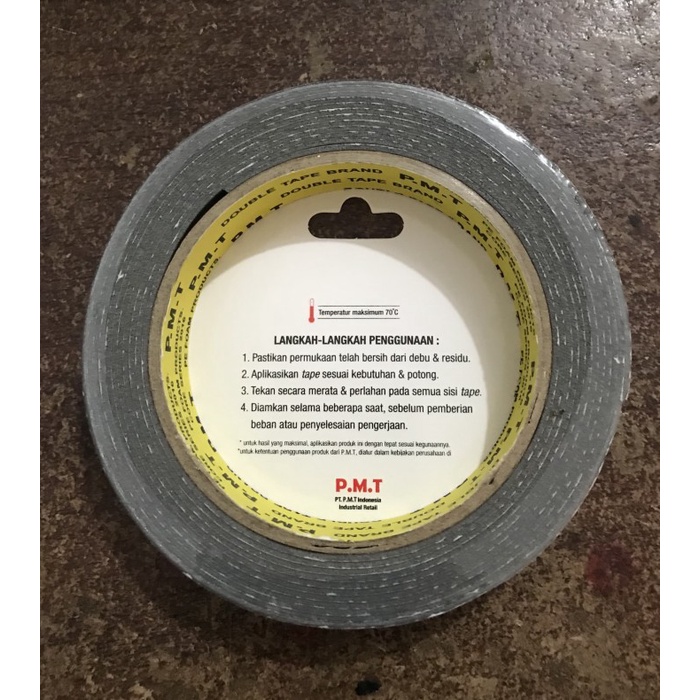 DOUBLE TAPE BRAND P.M-T
P.M-T DOUBLE TAPE BRAND P.M-T
Temperatur maksimum 70°C
LANGKAH-LANGKAH PENGGUNAAN :
1. Pastikan permukaan telah bersih dari debu & residu.
2. Aplikasikan tape sesuai kebutuhan & potong.
3. Tekan secara merata & perlahan pada semua sisi tape.
4. Diamkan selama beberapa saat, sebelum pemberian
beban atau penyelesaian pengerjaan.
* untuk hasil yang maksimal, aplikasikan produk ini dengan tepat sesuai kegunaannya.
*untuk ketentuan penggunaan produk dari P.M.T, diatur dalam kebijakan perusahaan di
P.M.T
PT. P.M.T Indonesia
Industrial Retail